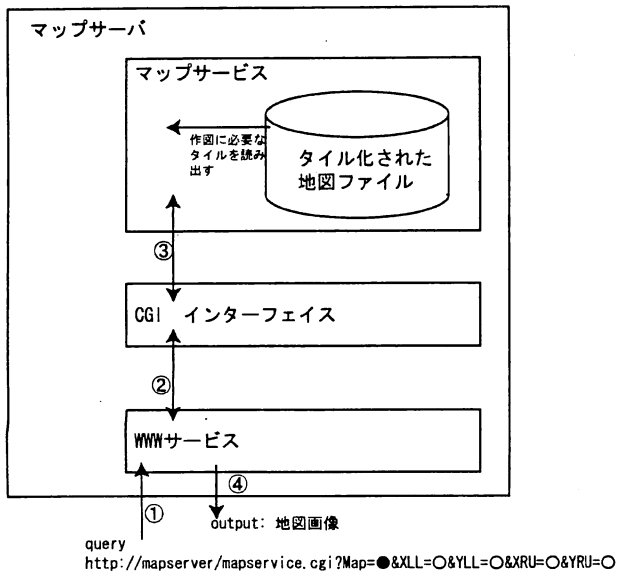 マップサーバ
マップサービス
作図に必要な
タイルを読み
出す
タイル化された
地図ファイル
③
CGI インターフェイス
②
WWWサービス
①
④
output: 地図画像
query
http://mapserver/mapservice.cgi?Map=●&XLL=○&YLL=○&XRU=○&YRU=○